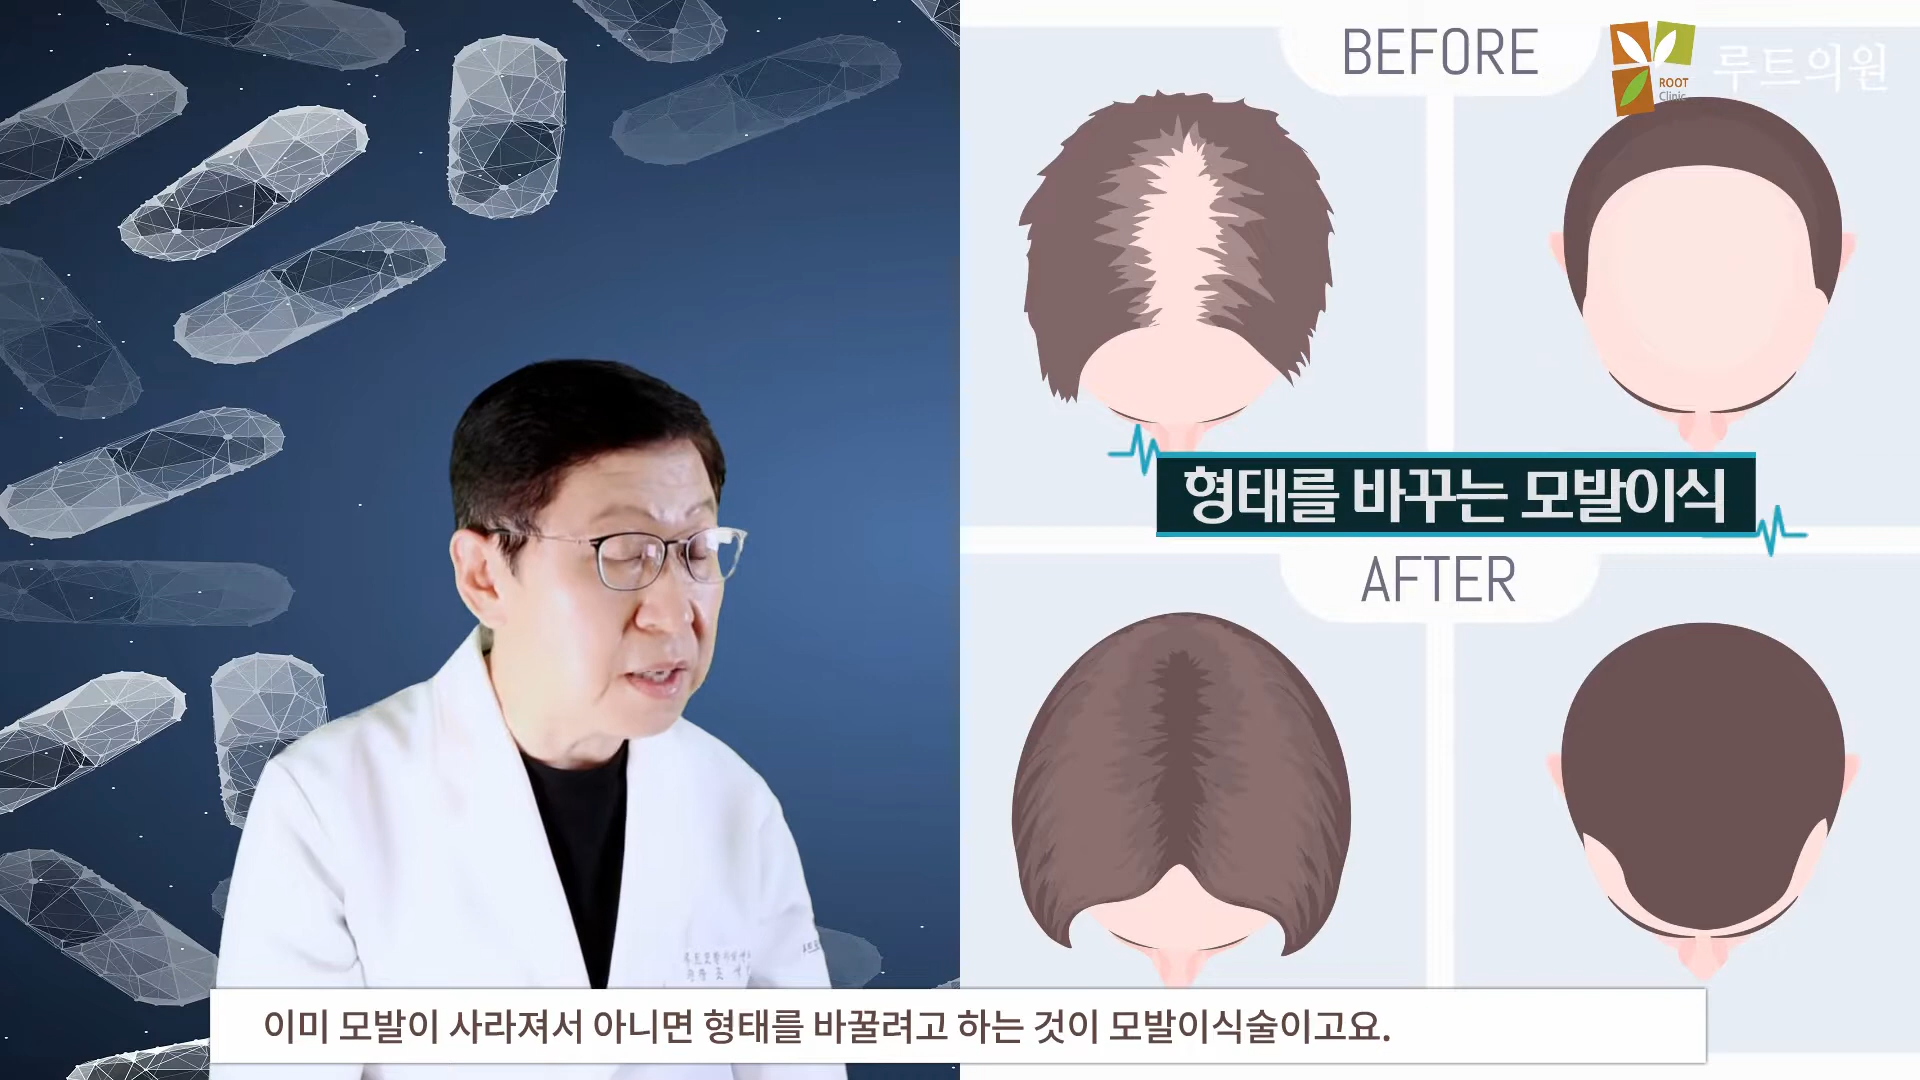 BEFORE
ROOT
Clinic
루트의원
형태를 바꾸는 모발이식
AFTER
이미 모발이 사라져서 아니면 형태를 바꿀려고 하는 것이 모발이식술이고요.